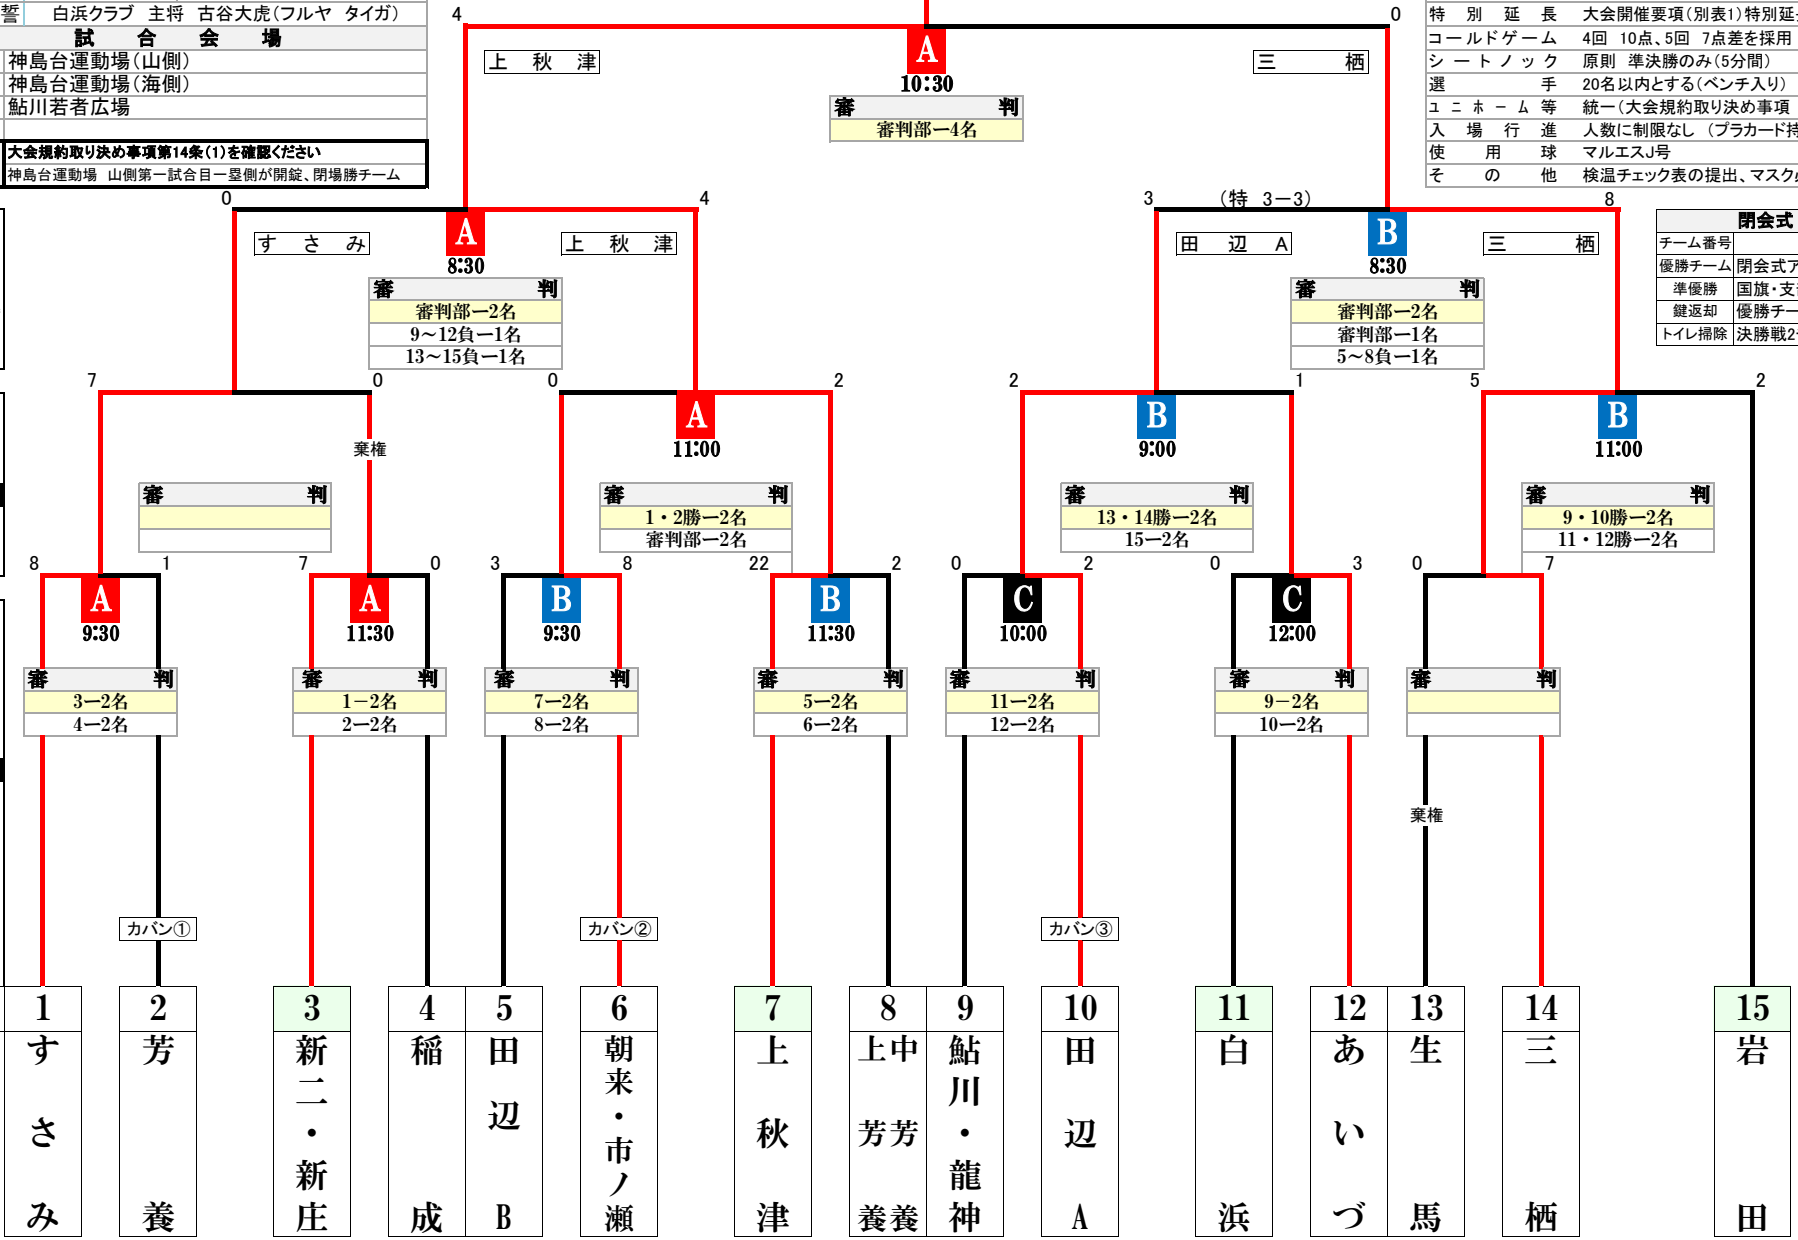 誓 白浜クラブ 主将 古谷大虎(フルヤ タイガ)
試合会場
神島台運動場(山側)
神島台運動場(海側)
鮎川若者広場
大会規約取り決め事項第14条(1)を確認ください
神島台運動場 山側第一試合目一塁側が開錠、閉場勝チーム
特別延長 大会開催要項(別表1)特別延
コールドゲーム 4回 10点、5回 7点差を採用
シートノック 原則 準決勝のみ(5分間)
選手 20名以内とする(ベンチ入り)
ユニホーム等 統一(大会規約取り決め事項
入場行進 人数に制限なし (プラカード持
使用球 マルエスJ号
その他 検温チェック表の提出、マスク
閉会式
チーム番号
優勝チーム 閉会式ア
準優勝 国旗・支
鍵返却 優勝チー
トイレ掃除 決勝戦2
4 0
上秋津 A 三栖
10:30
審判
審判部ー4名
0 4 3 (特 3-3) 8
すさみ A 上秋津 田辺A B 三栖
8:30 8:30
審判 審判
審判部ー2名 審判部ー2名
9~12負ー1名 審判部ー1名
13~15負ー1名 5~8負ー1名
7 0 0 2 2 1 5 2
A B B
棄権 11:00 9:00 11:00
審判 審判 審判 審判
1・2勝ー2名 13・14勝ー2名 9・10勝ー2名
審判部ー2名 15ー2名 11・12勝ー2名
8 1 7 0 3 8 22 2 0 2 0 3 0 7
A A B B C C
9:30 11:30 9:30 11:30 10:00 12:00
審判 審判 審判 審判 審判 審判 審判
3ー2名 1-2名 7ー2名 5ー2名 11ー2名 9-2名
4ー2名 2ー2名 8ー2名 6ー2名 12ー2名 10ー2名
棄権
カバン① カバン② カバン③
1 2 3 4 5 6 7 8 9 10 11 12 13 14 15
すさみ
芳養
新二・新庄
稲成
田辺B
朝来・市ノ瀬
上秋津
中芳養
上芳養
鮎川・龍神
田辺A
白浜
あいづ
生馬
三栖
岩田